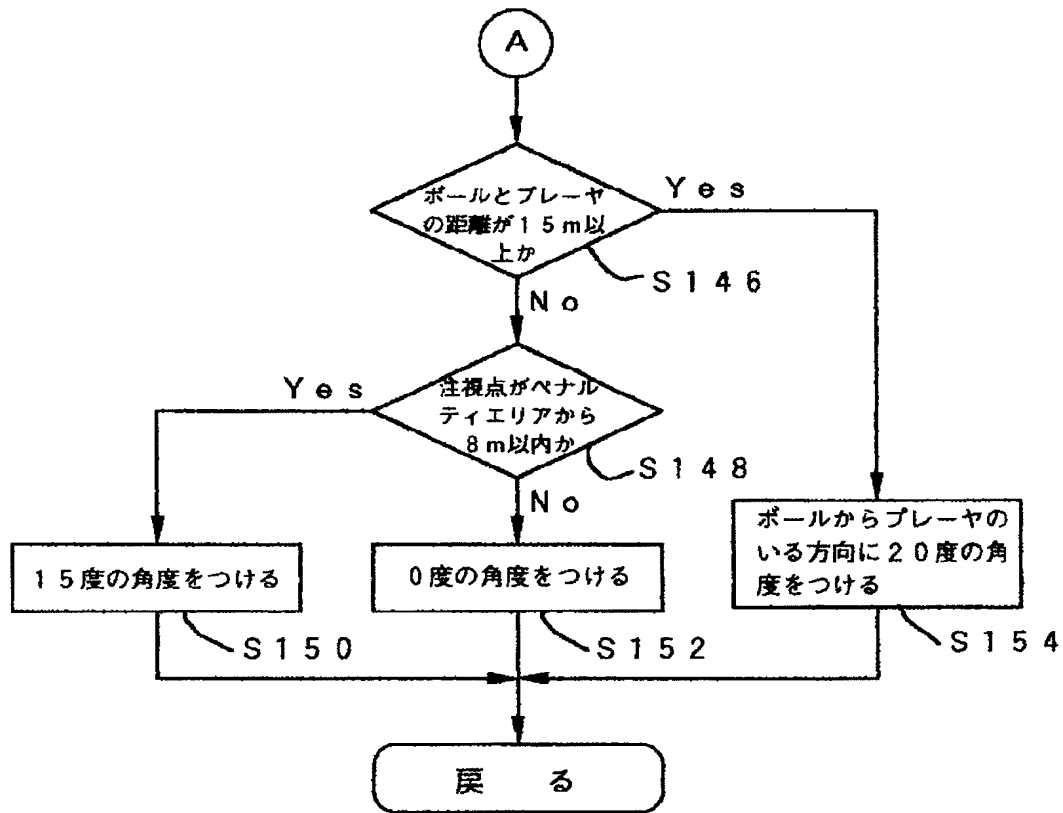 A
ボールとプレーヤ
の距離が15m以
上か
Yes
S146
No
注視点がペナル
ティエリアから
8m以内か
Yes
S148
No
15度の角度をつける
S150
0度の角度をつける
S152
ボールからプレーヤの
いる方向に20度の角
度をつける
S154
戻る